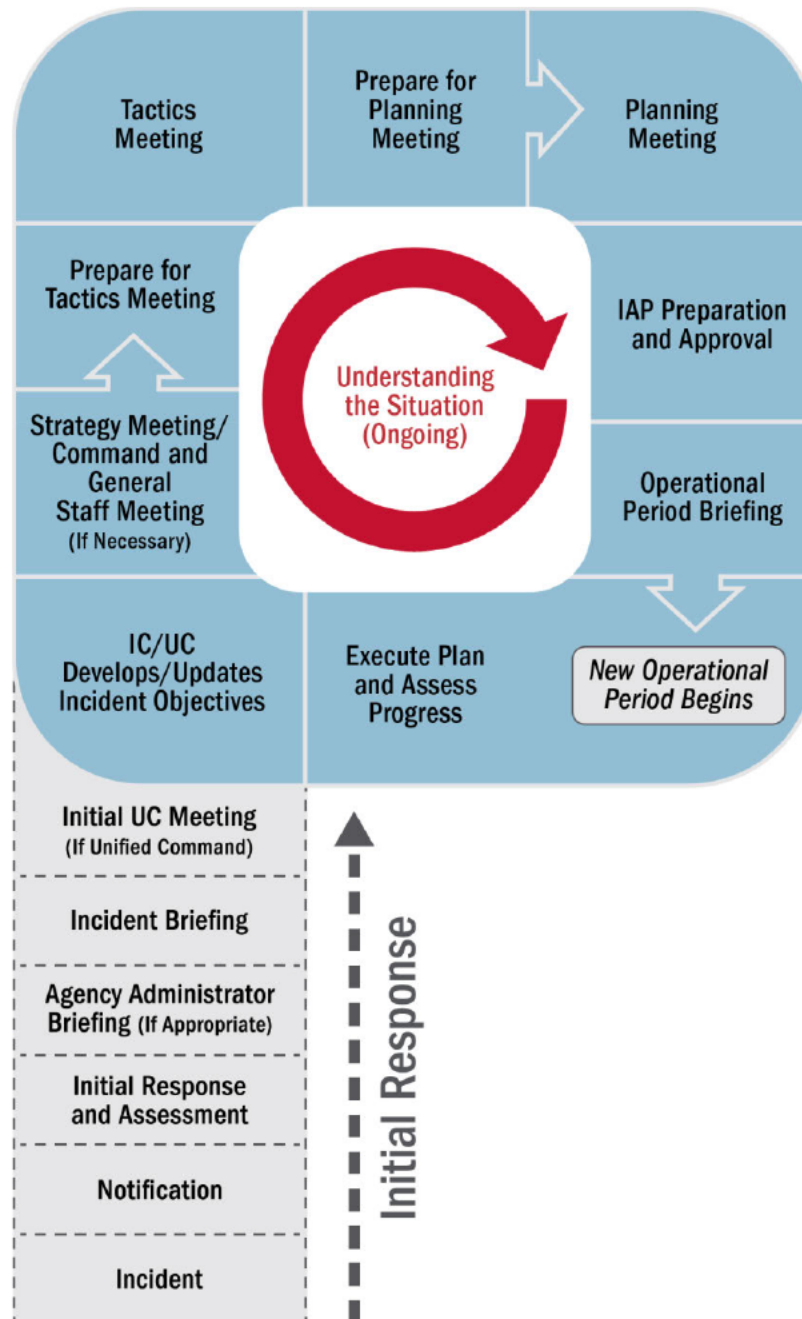 Tactics
Meeting
Prepare for
Planning
Meeting
Planning
Meeting
Prepare for
Tactics Meeting
IAP Preparation
and Approval
Understanding
the Situation
(Ongoing)
Strategy Meeting/
Command and
General
Staff Meeting
(If Necessary)
Operational
Period Briefing
IC/UC
Develops/Updates
Incident Objectives
Execute Plan
and Assess
Progress
New Operational
Period Begins
Initial UC Meeting
(If Unified Command)
Incident Briefing
Agency Administrator
Briefing (If Appropriate)
Initial Response
and Assessment
Notification
Incident
Initial Response